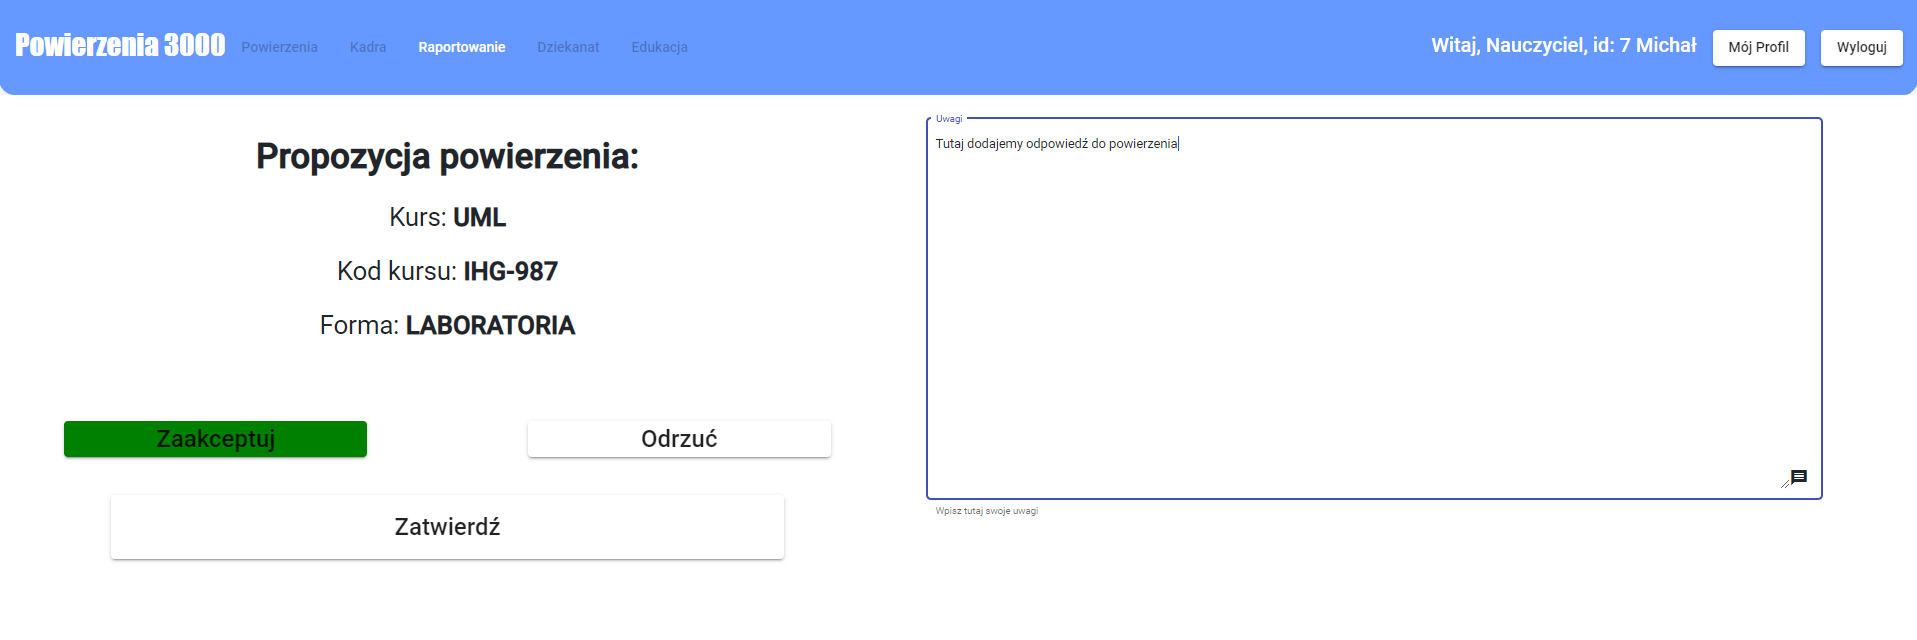 Powierzenia 3000 Powierzenia Kadra Raportowanie Dziekanat Edukacja Witaj, Nauczyciel, id: 7 Michał Mój Profil Wyloguj
Propozycja powierzenia:
Kurs: UML
Kod kursu: IHG-987
Forma: LABORATORIA
Zaakceptuj Odrzuć
Zatwierdź
Uwagi
Tutaj dodajemy odpowiedź do powierzenia
Wpisz tutaj swoje uwagi